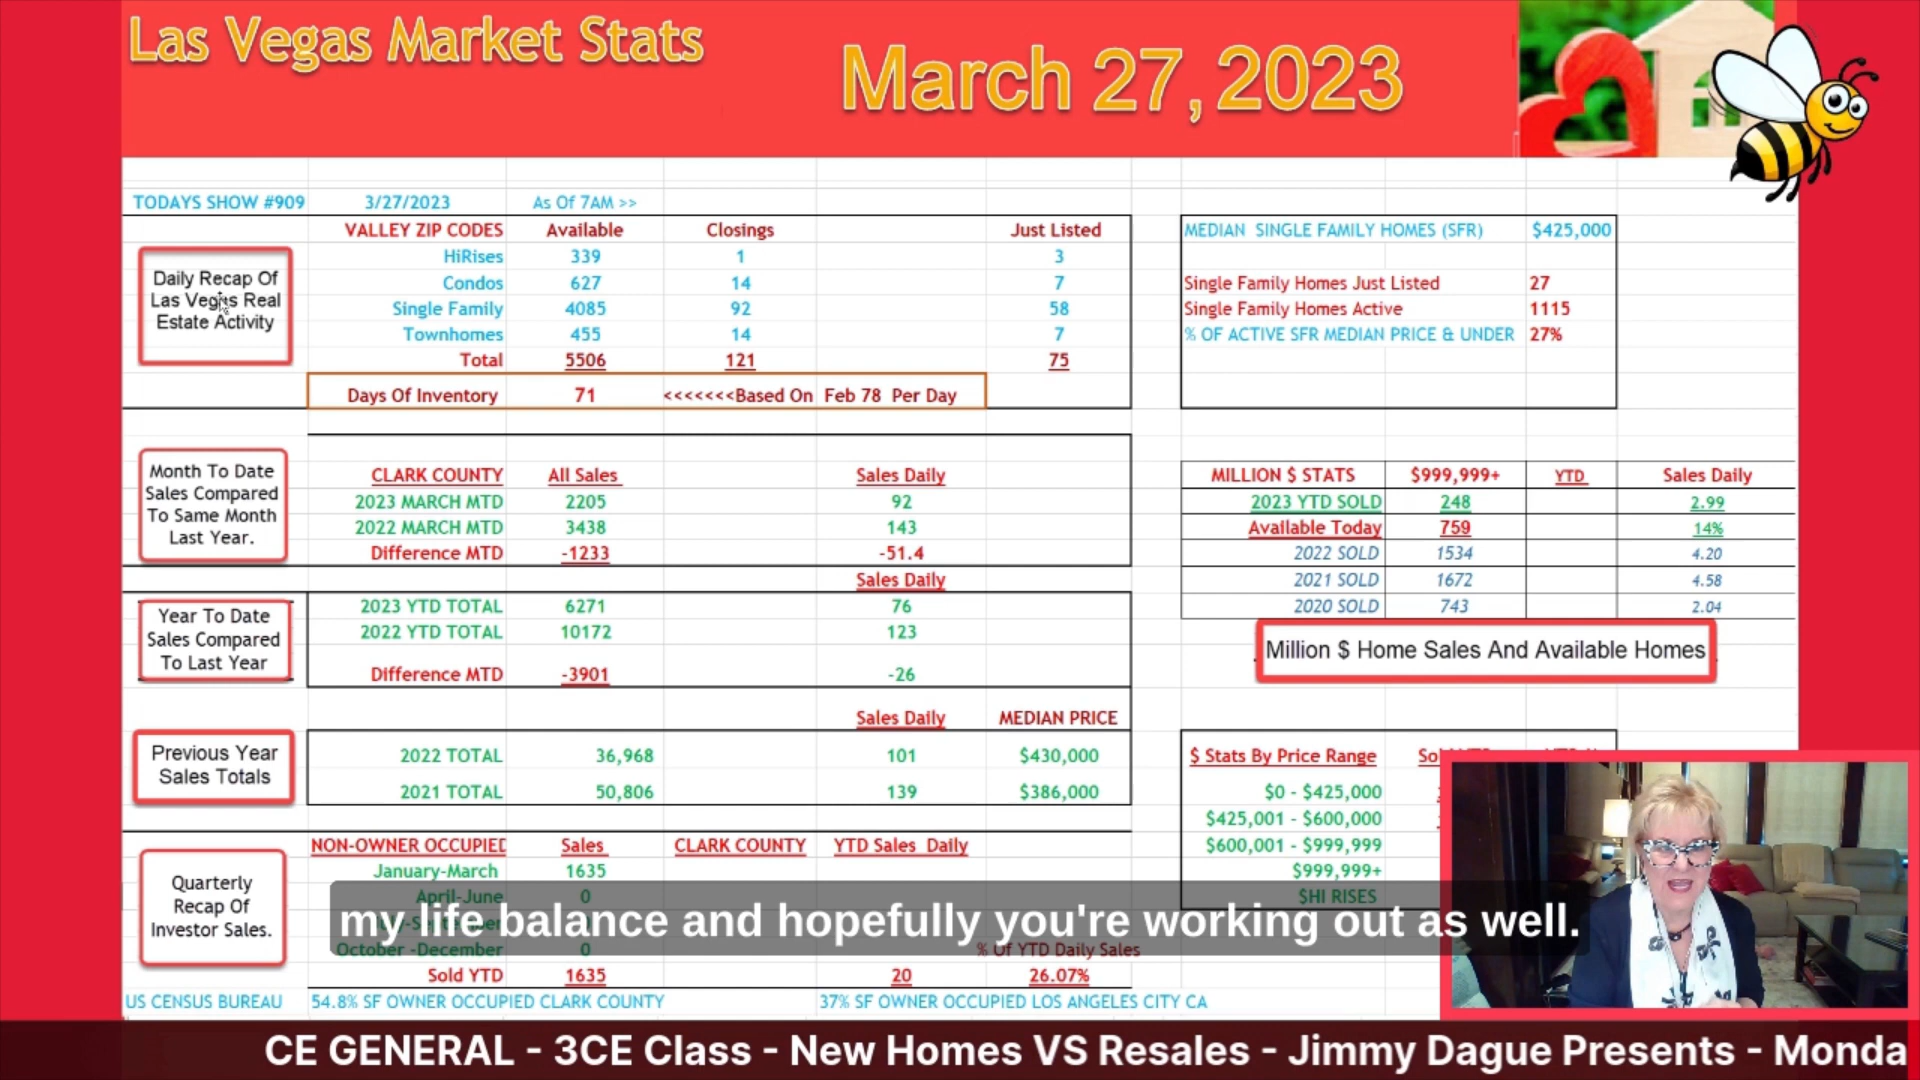 Las Vegas Market Stats
March 27, 2023
TODAYS SHOW #909 3/27/2023 As Of 7AM >>
VALLEY ZIP CODES Available Closings Just Listed
HiRises 339 1 3
Condos 627 14 7
Single Family 4085 92 58
Townhomes 455 14 7
Total 5506 121 75
Days Of Inventory 71 <<<<<<<Based On Feb 78 Per Day
Daily Recap Of
Las Vegas Real
Estate Activity
MEDIAN SINGLE FAMILY HOMES (SFR) $425,000
Single Family Homes Just Listed 27
Single Family Homes Active 1115
% OF ACTIVE SFR MEDIAN PRICE & UNDER 27%
Month To Date
Sales Compared
To Same Month
Last Year.
CLARK COUNTY All Sales Sales Daily
2023 MARCH MTD 2205 92
2022 MARCH MTD 3438 143
Difference MTD -1233 -51.4
Sales Daily
MILLION $ STATS $999,999+ YTD Sales Daily
2023 YTD SOLD 248 2.99
Available Today 759 14%
2022 SOLD 1534 4.20
2021 SOLD 1672 4.58
2020 SOLD 743 2.04
Million $ Home Sales And Available Homes
Year To Date
Sales Compared
To Last Year
2023 YTD TOTAL 6271 76
2022 YTD TOTAL 10172 123
Difference MTD -3901 -26
Sales Daily MEDIAN PRICE
Previous Year
Sales Totals
2022 TOTAL 36,968 101 $430,000
2021 TOTAL 50,806 139 $386,000
$ Stats By Price Range
$0 - $425,000
$425,001 - $600,000
$600,001 - $999,999
$999,999+
$HI RISES
Quarterly
Recap Of
Investor Sales.
NON-OWNER OCCUPIED Sales CLARK COUNTY YTD Sales Daily
January-March 1635
April-June 0
October -December 0 % Of YTD Daily Sales
Sold YTD 1635 20 26.07%
my life balance and hopefully you're working out as well.
US CENSUS BUREAU 54.8% SF OWNER OCCUPIED CLARK COUNTY 37% SF OWNER OCCUPIED LOS ANGELES CITY CA
CE GENERAL - 3CE Class - New Homes VS Resales - Jimmy Dague Presents - Monda